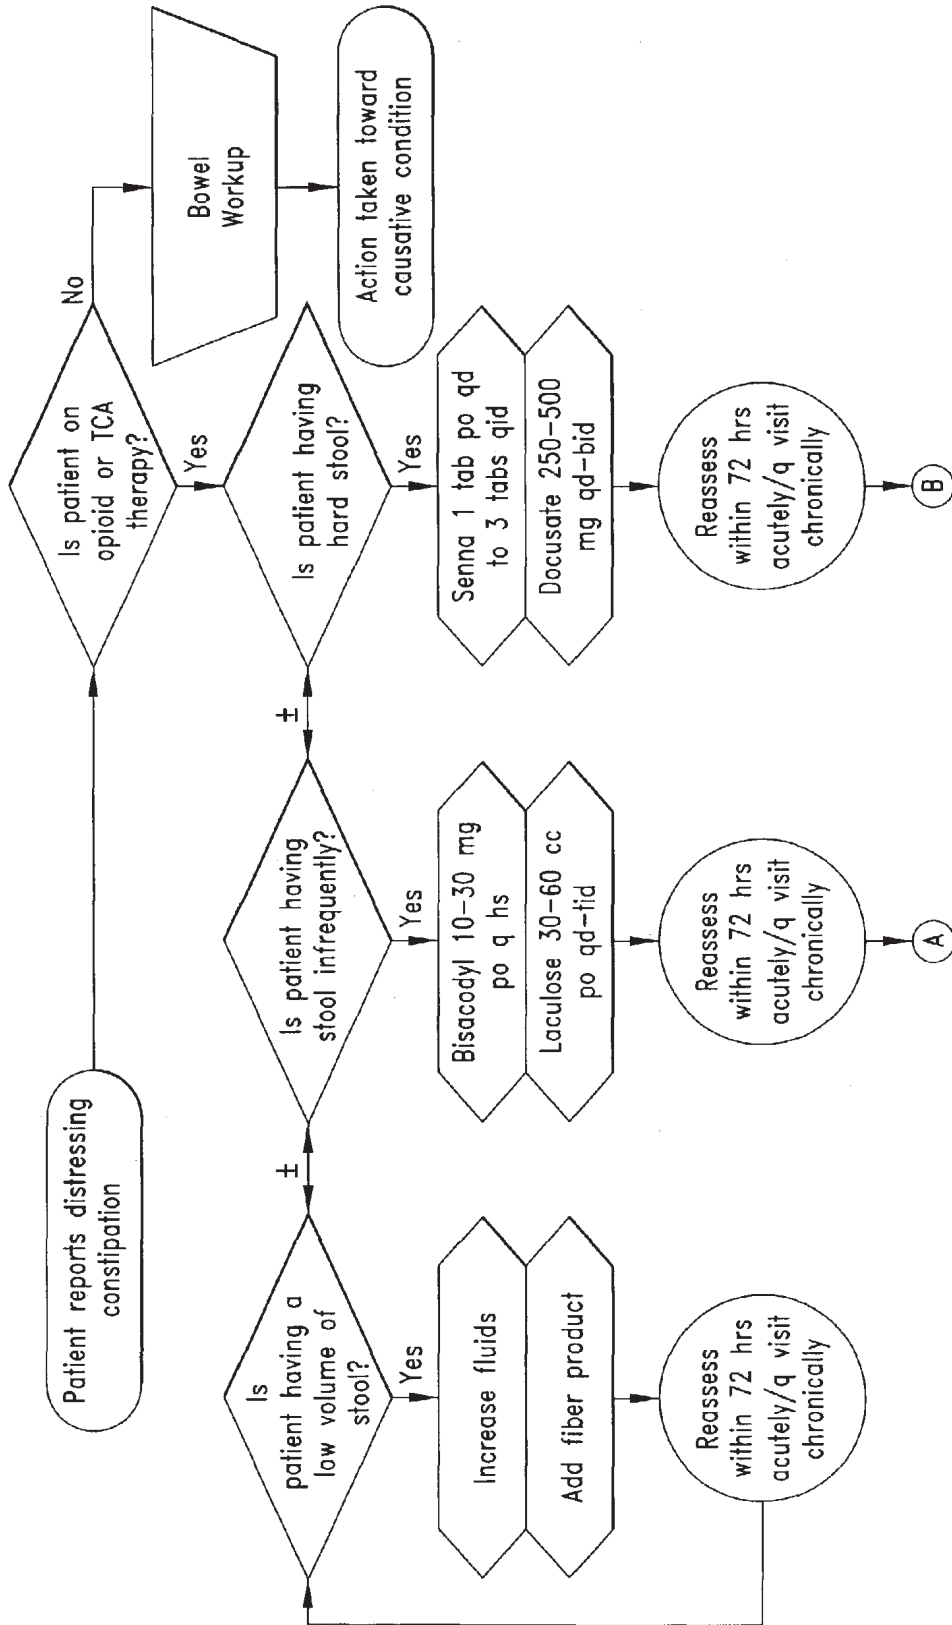 Patient reports distressing
constipation
Is patient on
opioid or TCA
therapy?
No
Yes
Bowel
Workup
Action taken toward
causative condition
Is
patient having a
low volume of
stool?
Yes
±
Is patient having
stool infrequently?
Yes
±
Is patient having
hard stool?
Yes
Increase fluids
Add fiber product
Bisacodyl 10-30 mg
po q hs
Laculose 30-60 cc
po qd-tid
Senna 1 tab po qd
to 3 tabs qid
Docusate 250-500
mg qd-bid
Reassess
within 72 hrs
acutely/q visit
chronically
Reassess
within 72 hrs
acutely/q visit
chronically
Reassess
within 72 hrs
acutely/q visit
chronically
A
B